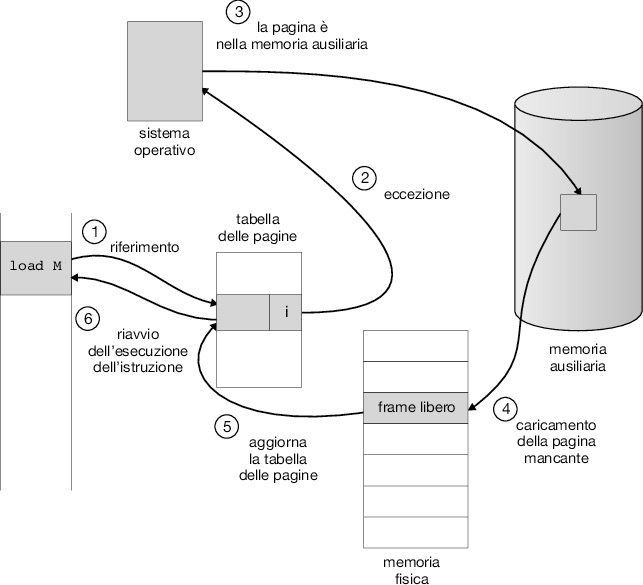 3
la pagina è
nella memoria ausiliaria
sistema
operativo
2
eccezione
tabella
delle pagine
1
riferimento
load M
i
6
riavvio
dell'esecuzione
dell'istruzione
memoria
ausiliaria
frame libero
4
caricamento
della pagina
mancante
5
aggiorna
la tabella
delle pagine
memoria
fisica